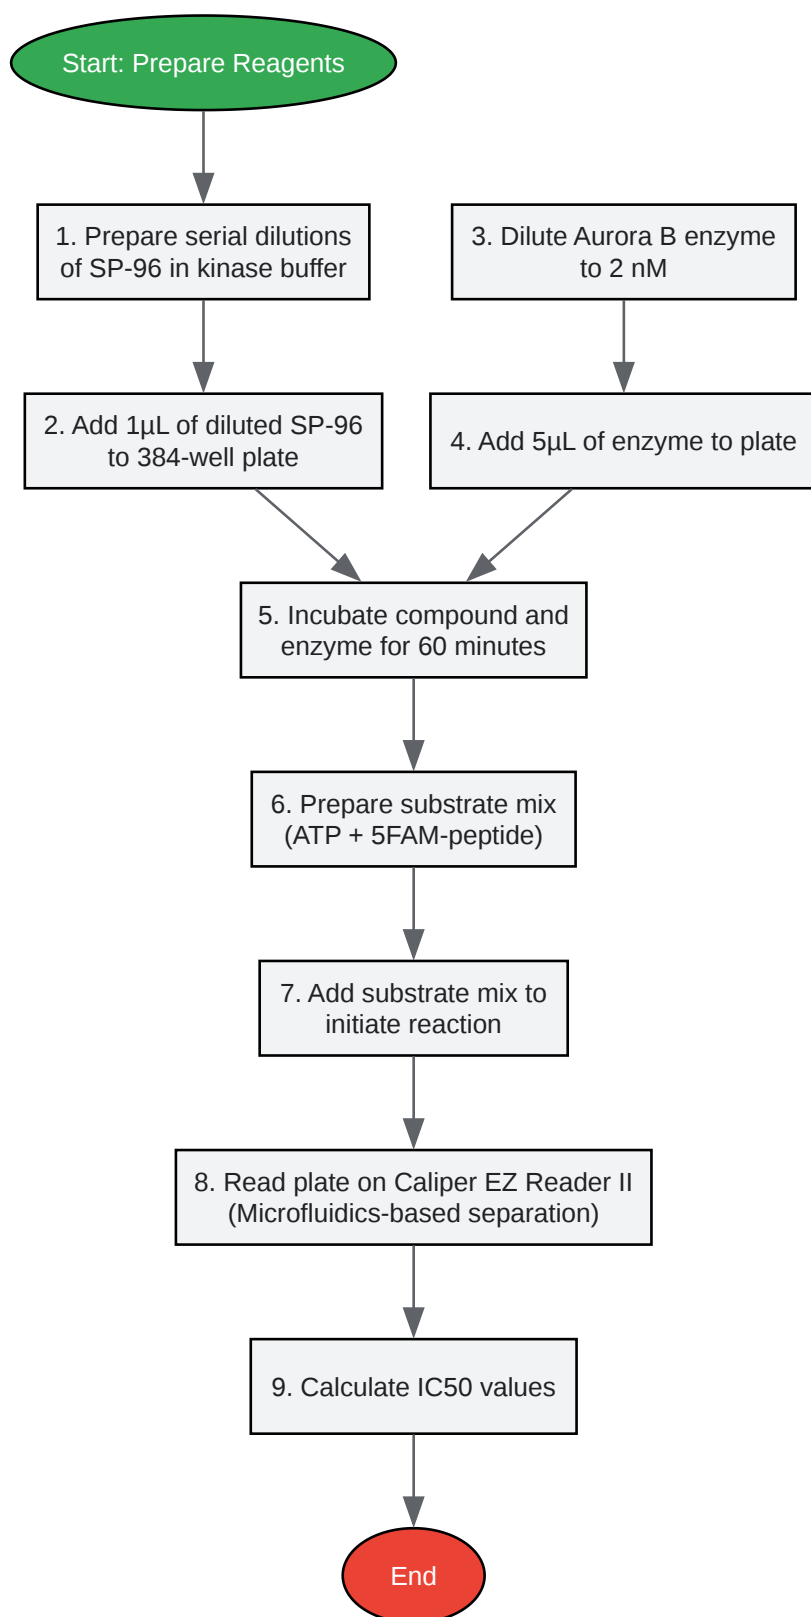 Start: Prepare Reagents
1. Prepare serial dilutions
of SP-96 in kinase buffer
3. Dilute Aurora B enzyme
to 2 nM
2. Add 1µL of diluted SP-96
to 384-well plate
4. Add 5µL of enzyme to plate
5. Incubate compound and
enzyme for 60 minutes
6. Prepare substrate mix
(ATP + 5FAM-peptide)
7. Add substrate mix to
initiate reaction
8. Read plate on Caliper EZ Reader II
(Microfluidics-based separation)
9. Calculate IC50 values
End